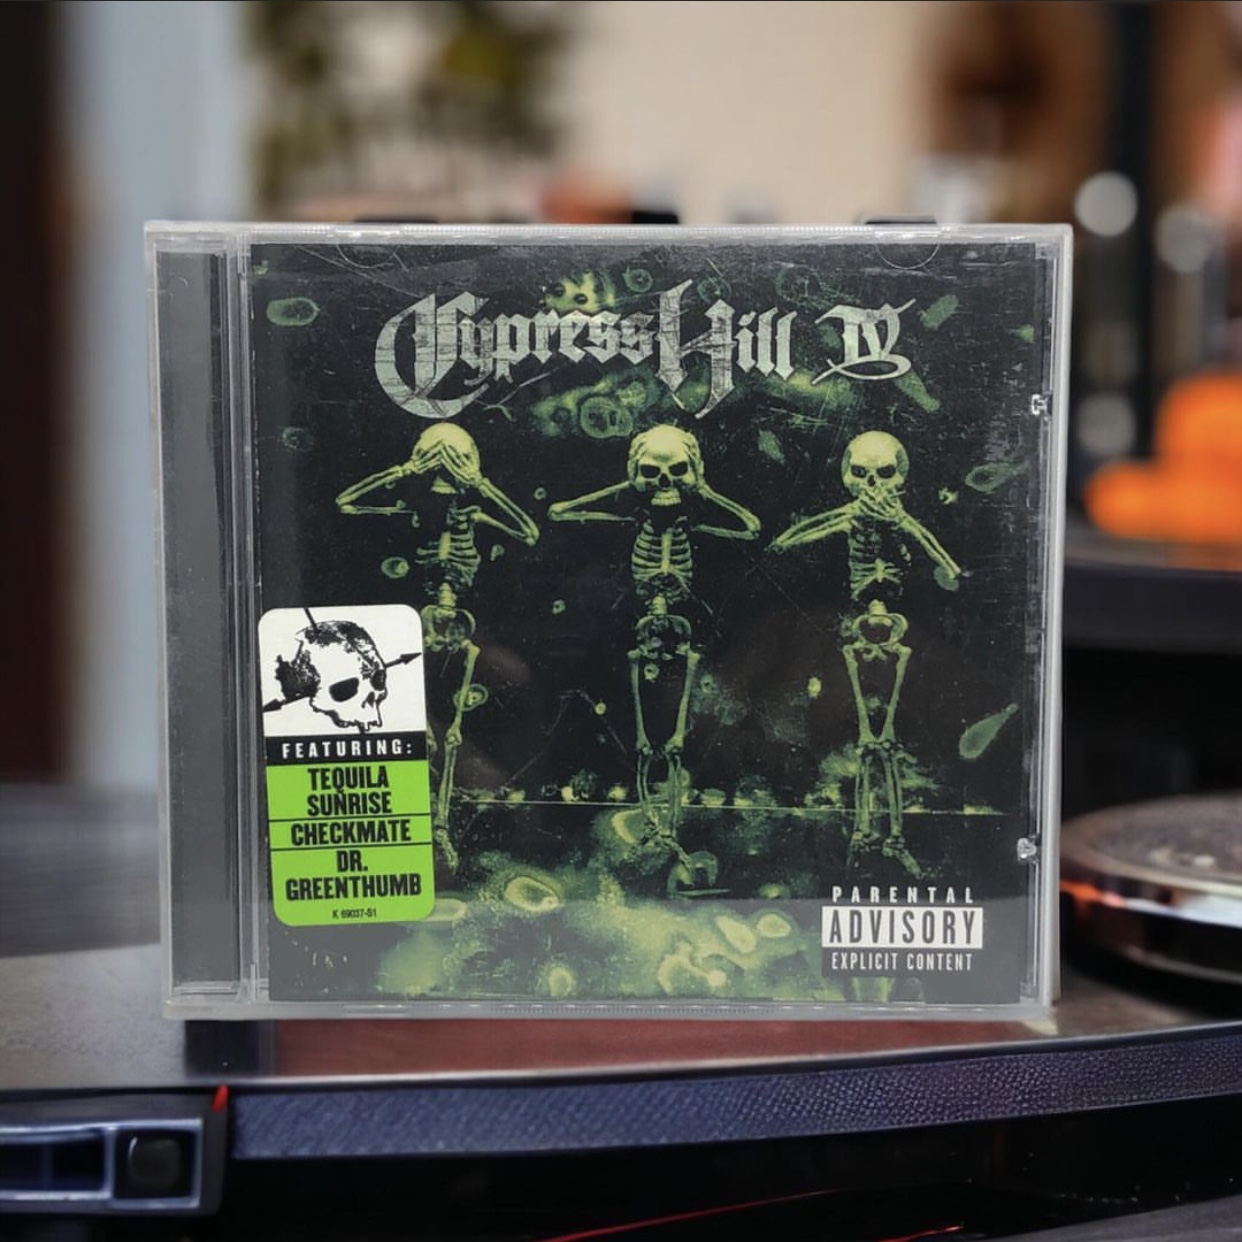 Cypress Hill IV
FEATURING:
TEQUILA
SUNRISE
CHECKMATE
DR.
GREENTHUMB
K 69037-S1
PARENTAL
ADVISORY
EXPLICIT CONTENT